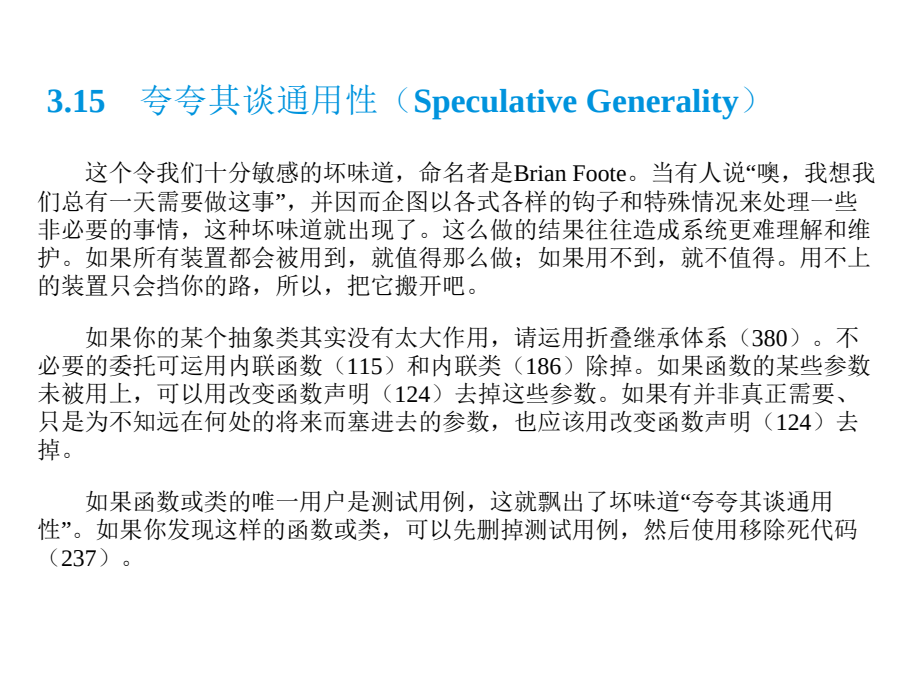 3.15 夸夸其谈通用性（Speculative Generality）
这个令我们十分敏感的坏味道，命名者是Brian Foote。当有人说“噢，我想我
们总有一天需要做这事”，并因而企图以各式各样的钩子和特殊情况来处理一些
非必要的事情，这种坏味道就出现了。这么做的结果往往造成系统更难理解和维
护。如果所有装置都会被用到，就值得那么做；如果用不到，就不值得。用不上
的装置只会挡你的路，所以，把它搬开吧。
如果你的某个抽象类其实没有太大作用，请运用折叠继承体系（380）。不
必要的委托可运用内联函数（115）和内联类（186）除掉。如果函数的某些参数
未被用上，可以用改变函数声明（124）去掉这些参数。如果有并非真正需要、
只是为不知远在何处的将来而塞进去的参数，也应该用改变函数声明（124）去
掉。
如果函数或类的唯一用户是测试用例，这就飘出了坏味道“夸夸其谈通用
性”。如果你发现这样的函数或类，可以先删掉测试用例，然后使用移除死代码
（237）。